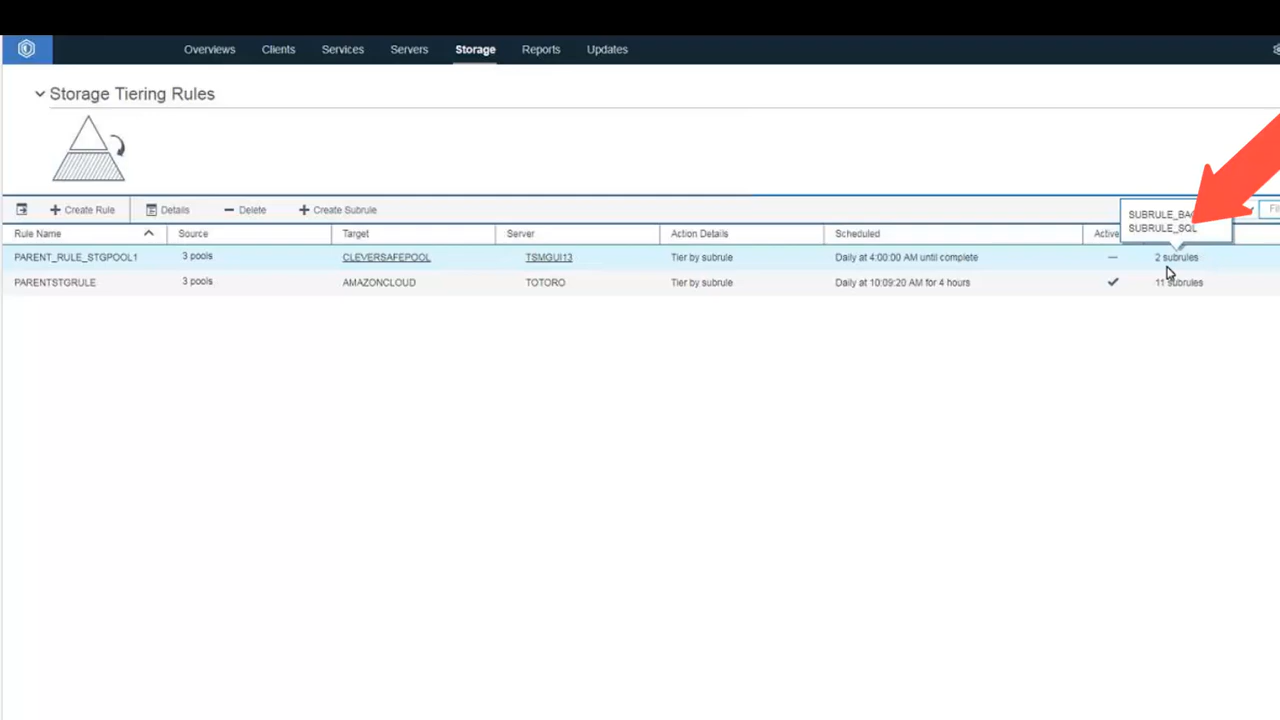 Overviews Clients Services Servers Storage Reports Updates
Storage Tiering Rules
Create Rule Details Delete Create Subrule
SUBRULE_SQL
Rule Name Source Target Server Action Details Scheduled Active
PARENT_RULE_STGPOOL1 3 pools CLEVERSAFEPOOL TSMGUI13 Tier by subrule Daily at 4:00:00 AM until complete 2 subrules
PARENTSTGRULE 3 pools AMAZONCLOUD TOTORO Tier by subrule Daily at 10:09:20 AM for 4 hours 11 subrules